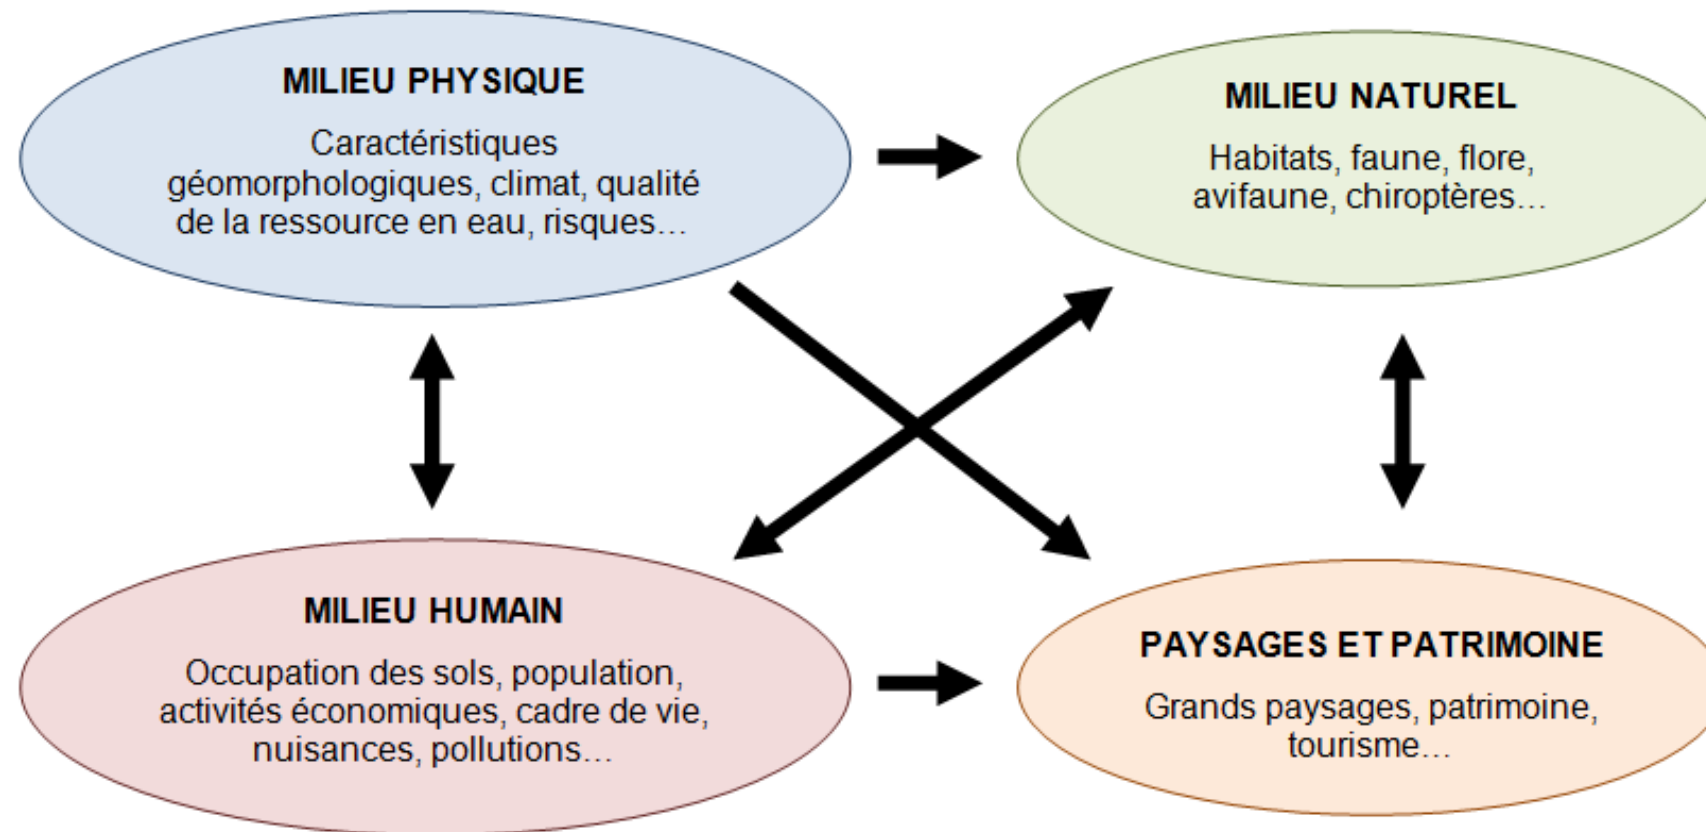 MILIEU PHYSIQUE
Caractéristiques
géomorphologiques, climat, qualité
de la ressource en eau, risques…
MILIEU NATUREL
Habitats, faune, flore,
avifaune, chiroptères…
MILIEU HUMAIN
Occupation des sols, population,
activités économiques, cadre de vie,
nuisances, pollutions…
PAYSAGES ET PATRIMOINE
Grands paysages, patrimoine,
tourisme…